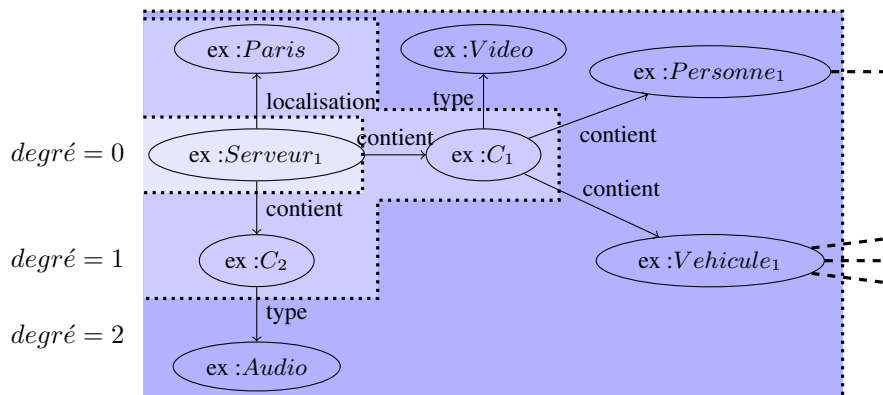 ex :Paris
ex :Video
ex :Personne₁
localisation
type
contient
degré = 0
ex :Serveur₁
contient
ex :C₁
contient
contient
degré = 1
ex :C₂
ex :Vehicule₁
type
degré = 2
ex :Audio